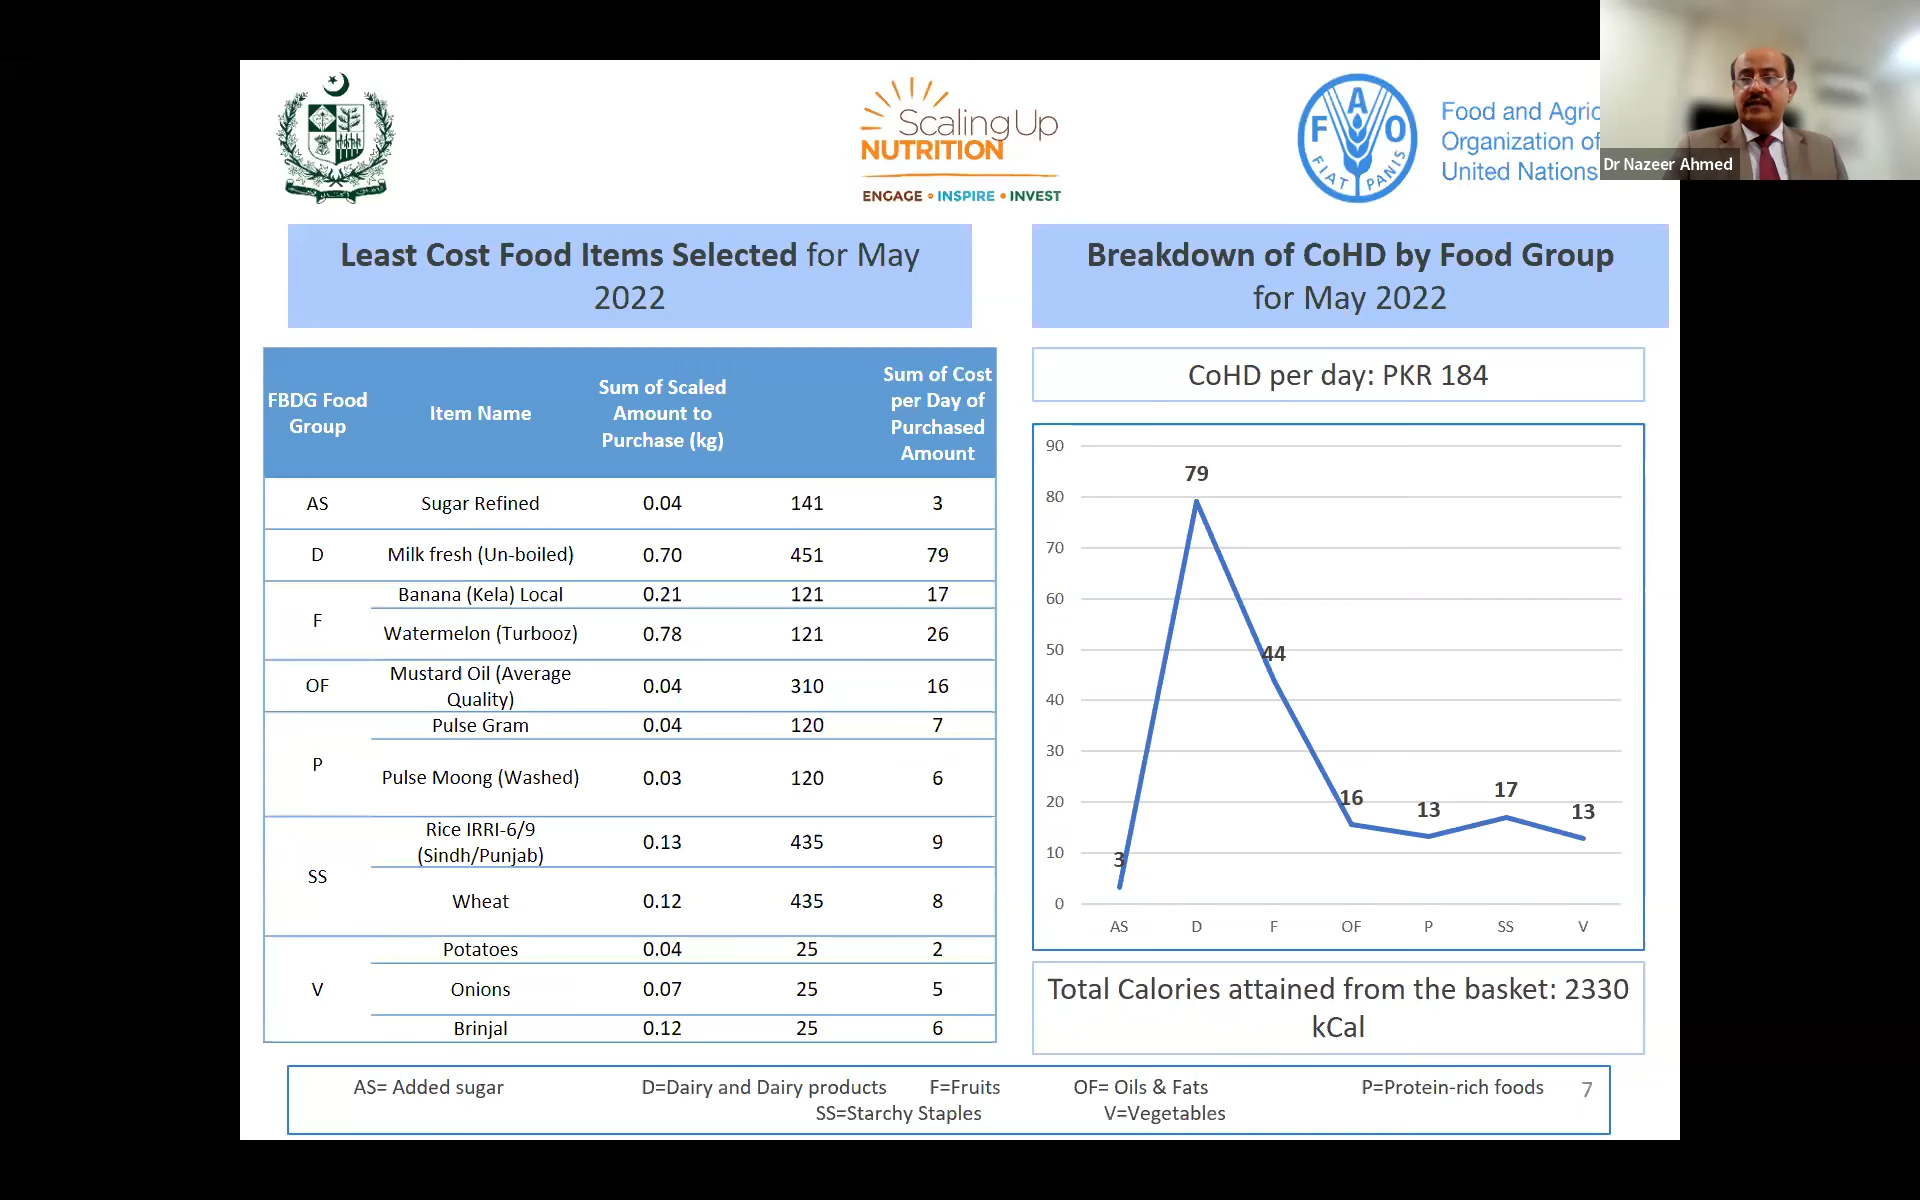 Scaling Up
NUTRITION
ENGAGE • INSPIRE • INVEST
FAO
FIAT PANIS
Food and Agric
Organization of
United Nations
Dr Nazeer Ahmed
Least Cost Food Items Selected for May
2022
Breakdown of CoHD by Food Group
for May 2022
FBDG Food
Group
Item Name
Sum of Scaled
Amount to
Purchase (kg)
Sum of Cost
per Day of
Purchased
Amount
AS Sugar Refined 0.04 141 3
D Milk fresh (Un-boiled) 0.70 451 79
F
Banana (Kela) Local 0.21 121 17
Watermelon (Turbooz) 0.78 121 26
OF
Mustard Oil (Average
Quality)
0.04 310 16
P
Pulse Gram 0.04 120 7
Pulse Moong (Washed) 0.03 120 6
SS
Rice IRRI-6/9
(Sindh/Punjab)
0.13 435 9
Wheat 0.12 435 8
V
Potatoes 0.04 25 2
Onions 0.07 25 5
Brinjal 0.12 25 6
CoHD per day: PKR 184
90
80
70
60
50
40
30
20
10
0
79
44
16
13
17
13
3
AS D F OF P SS V
Total Calories attained from the basket: 2330
kCal
AS= Added sugar D=Dairy and Dairy products F=Fruits OF= Oils & Fats P=Protein-rich foods
SS=Starchy Staples V=Vegetables
7